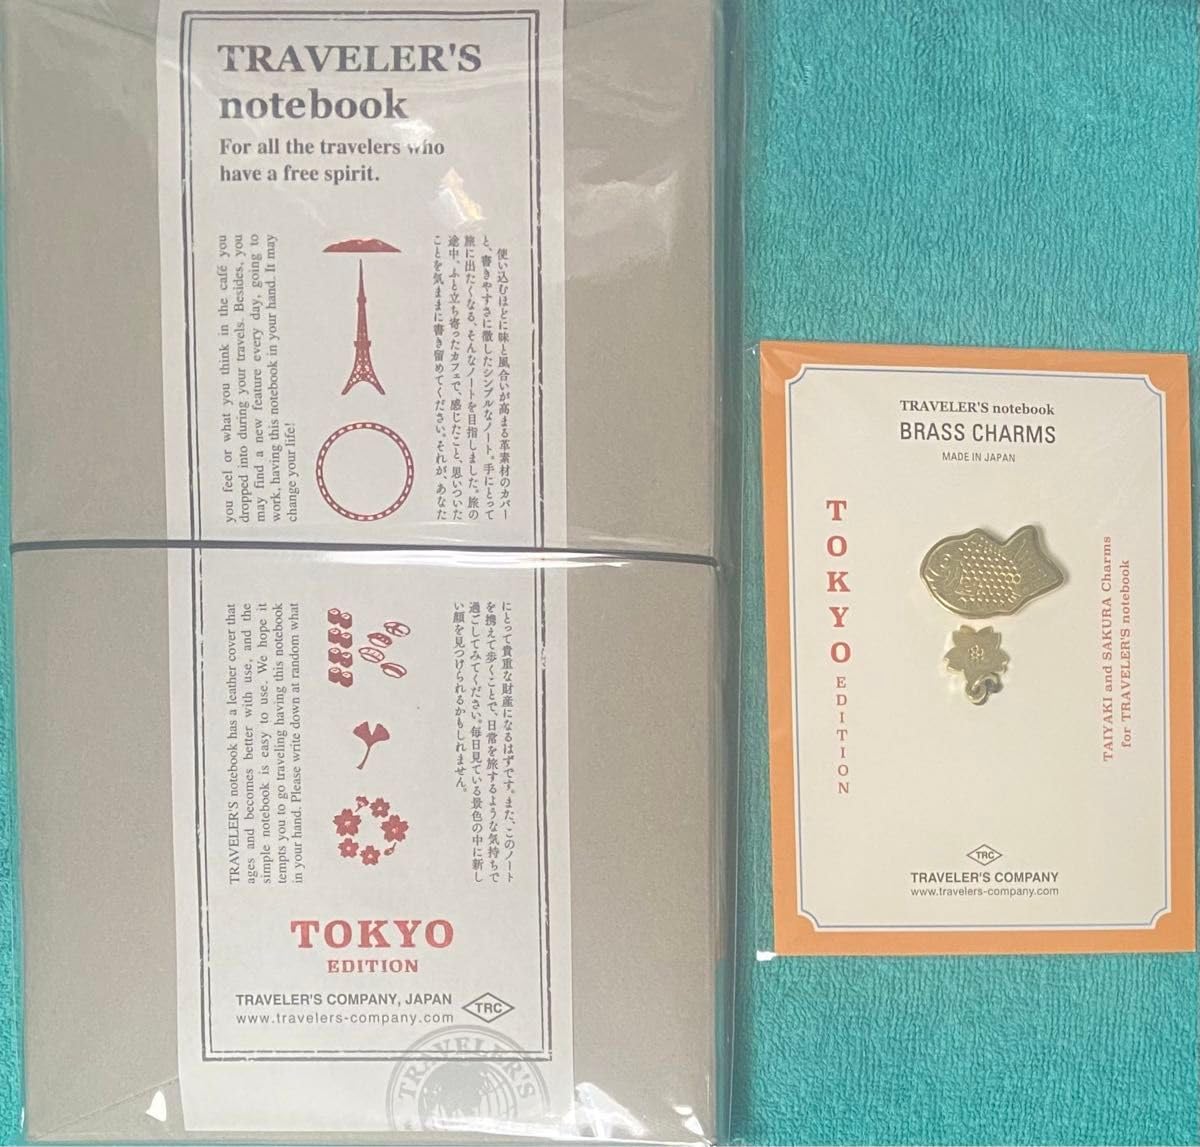 TRAVELER'S
notebook
For all the travelers who
have a free spirit.
使い込むほどに味と風合いが高まる革素材のカバー
と、書きやすさに徹したシンプルなノート。手にとって
旅に出たくなる、そんなノートを目指しました。旅の
途中、ふと立ち寄ったカフェで、感じたこと、思いついた
ことを気ままに書き留めてください。それが、あなた
にとって貴重な財産になるはずです。また、このノート
を携えて歩くことで、日常を旅するような気持ちで
過ごしてみてください。毎日見ている景色の中に新し
い顔を見つけられるかもしれません。
TRAVELER'S notebook has a leather cover that
ages and becomes better with use, and the
simple notebook is easy to use. We hope it
tempts you to go traveling having this notebook
in your hand. Please write down at random what
you feel or what you think in the café you
dropped into during your travels. Besides, you
may find a new feature every day, going to
work, having this notebook in your hand. It may
change your life!
TOKYO
EDITION
TRAVELER'S COMPANY, JAPAN
www.travelers-company.com
TRC
TRAVELER'S
TRAVELER'S notebook
BRASS CHARMS
MADE IN JAPAN
TOKYO EDITION
TAIYAKI and SAKURA Charms
for TRAVELER'S notebook
TRC
TRAVELER'S COMPANY
www.travelers-company.com